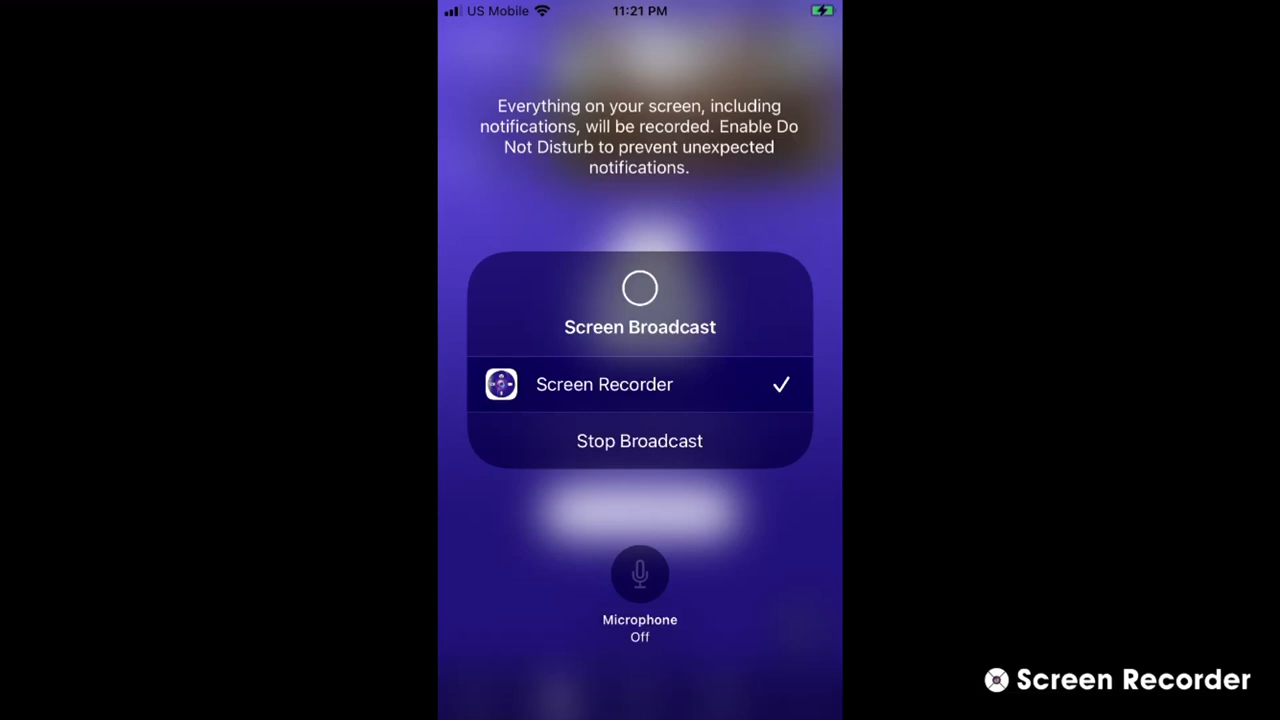 US Mobile 11:21 PM
Everything on your screen, including
notifications, will be recorded. Enable Do
Not Disturb to prevent unexpected
notifications.
Screen Broadcast
Screen Recorder
Stop Broadcast
Microphone
Off
Screen Recorder